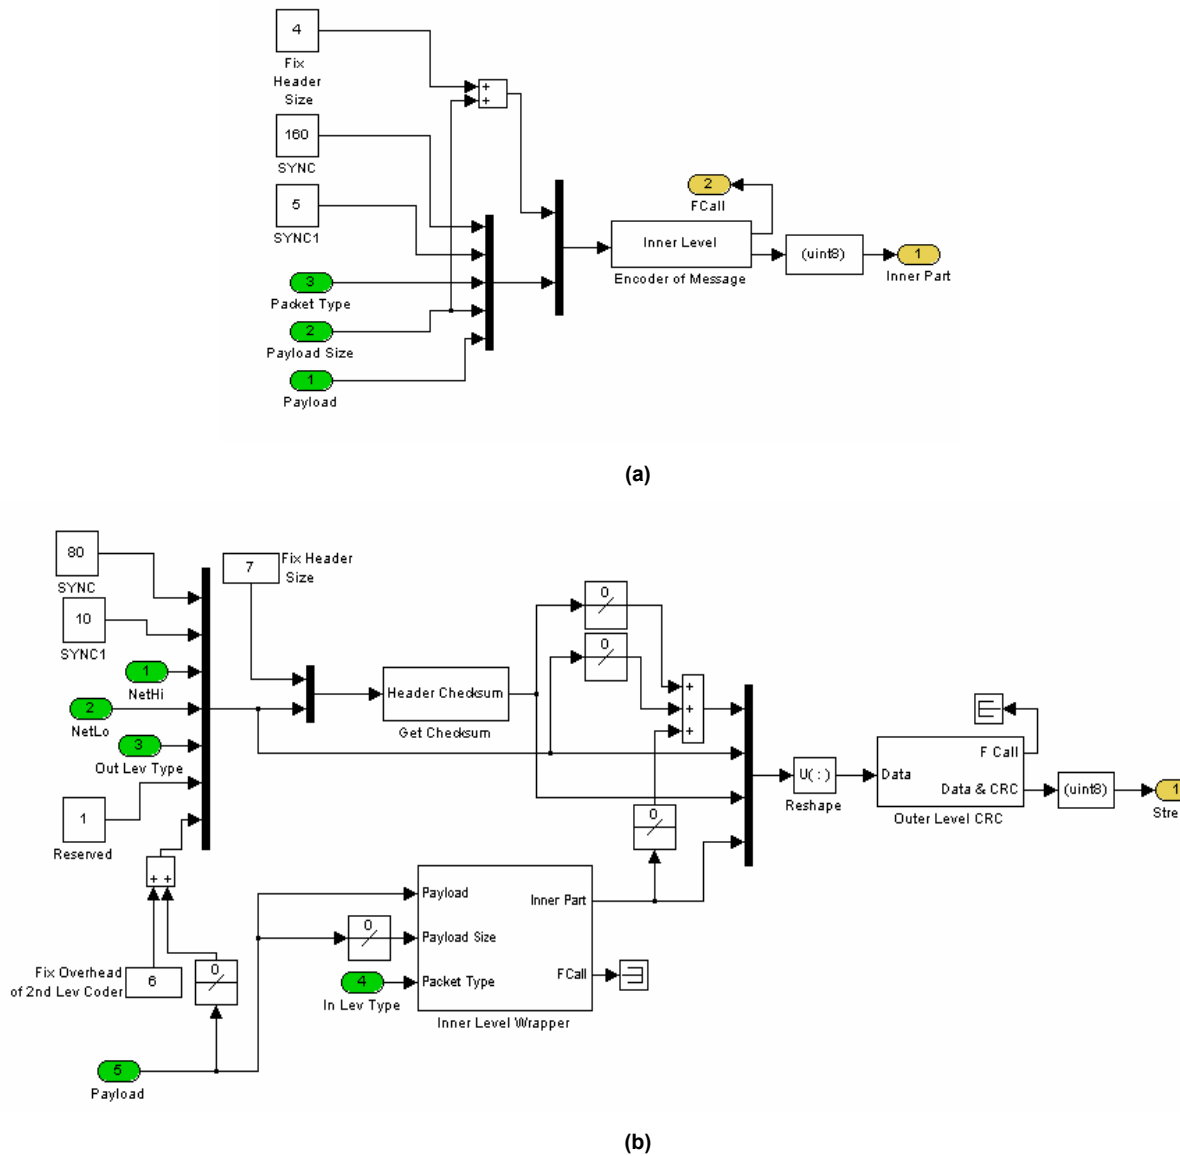 4
Fix
Header
Size
+
+
160
SYNC
5
SYNC1
3
Packet Type
2
Payload Size
1
Payload
2
FCall
Inner Level
Encoder of Message
(uint8)
1
Inner Part
(a)
80
SYNC
10
SYNC1
1
NetHi
2
NetLo
3
Out Lev Type
1
Reserved
+ +
Fix Overhead
of 2nd Lev Coder
6
0
5
Payload
7
Fix Header
Size
Header Checksum
Get Checksum
0
0
+
+
+
0
Payload
Payload Size
Packet Type
Inner Part
FCall
Inner Level Wrapper
0
4
In Lev Type
U(:)
Reshape
Data
F Call
Data & CRC
Outer Level CRC
(uint8)
1
Stre
(b)